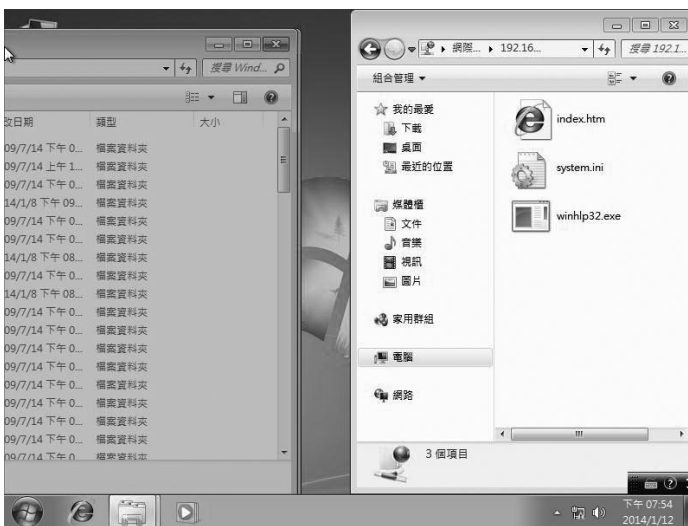 搜尋 Wind...
改日期 類型 大小
09/7/14 下午 0... 檔案資料夾
09/7/14 上午 1... 檔案資料夾
09/7/14 下午 0... 檔案資料夾
14/1/8 下午 09... 檔案資料夾
09/7/14 下午 0... 檔案資料夾
09/7/14 下午 0... 檔案資料夾
14/1/8 下午 08... 檔案資料夾
09/7/14 下午 0... 檔案資料夾
14/1/8 下午 08... 檔案資料夾
09/7/14 下午 0... 檔案資料夾
09/7/14 下午 0... 檔案資料夾
09/7/14 下午 0... 檔案資料夾
09/7/14 下午 0... 檔案資料夾
09/7/14 下午 0... 檔案資料夾
09/7/14 下午 0... 檔案資料夾
09/7/14 下午 0... 檔案資料夾
09/7/14 下午 0... 檔案資料夾
09/7/14 下午 0 檔案資料夾
網際... 192.16... 搜尋 192.1...
組合管理
我的最愛
下載
桌面
最近的位置
媒體櫃
文件
音樂
視訊
圖片
家用群組
電腦
網路
index.htm
system.ini
winhlp32.exe
3 個項目
下午 07:54
2014/1/12